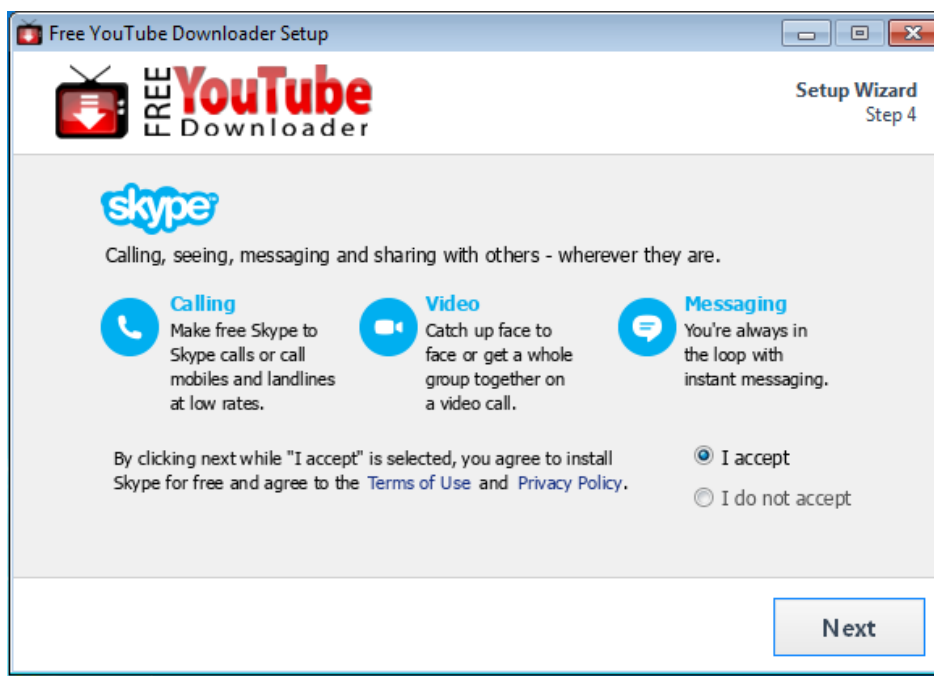 Free YouTube Downloader Setup
FREE YouTube
Downloader
Setup Wizard
Step 4
skype™
Calling, seeing, messaging and sharing with others - wherever they are.
Calling
Make free Skype to
Skype calls or call
mobiles and landlines
at low rates.
Video
Catch up face to
face or get a whole
group together on
a video call.
Messaging
You're always in
the loop with
instant messaging.
By clicking next while "I accept" is selected, you agree to install
Skype for free and agree to the Terms of Use and Privacy Policy.
I accept
I do not accept
Next